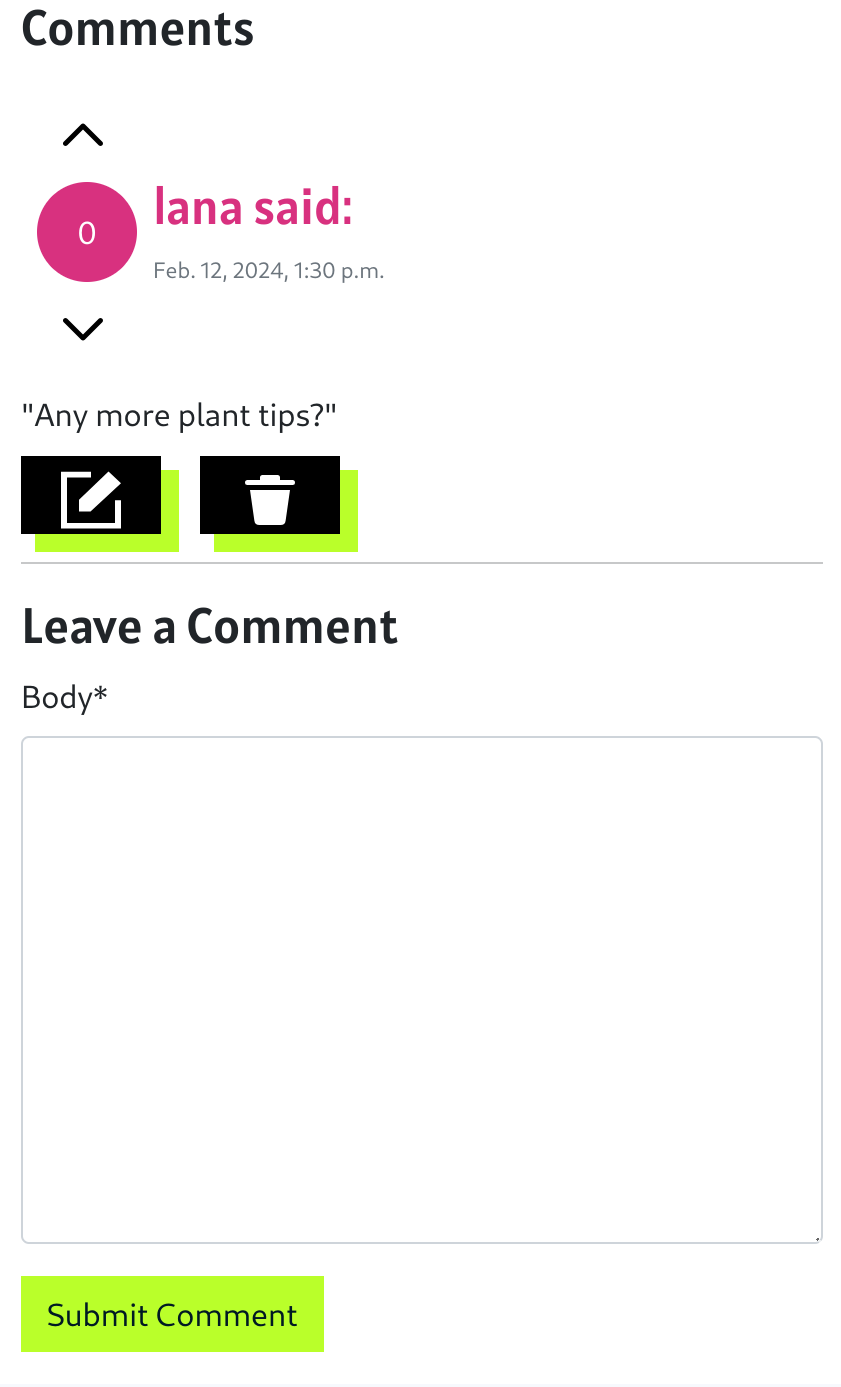 Comments
0
lana said:
Feb. 12, 2024, 1:30 p.m.
"Any more plant tips?"
Leave a Comment
Body*
Submit Comment